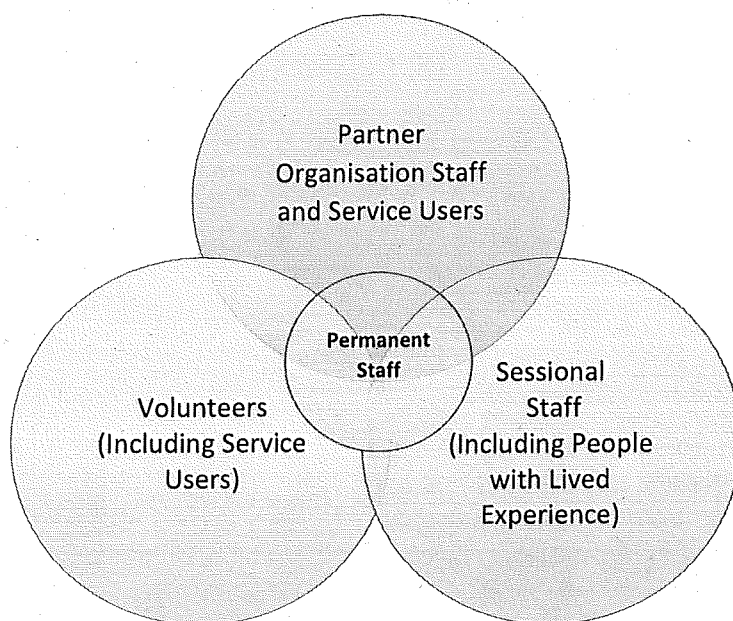 Partner
Organisation Staff
and Service Users
Permanent
Staff
Volunteers
(Including Service
Users)
Sessional
Staff
(Including People
with Lived
Experience)